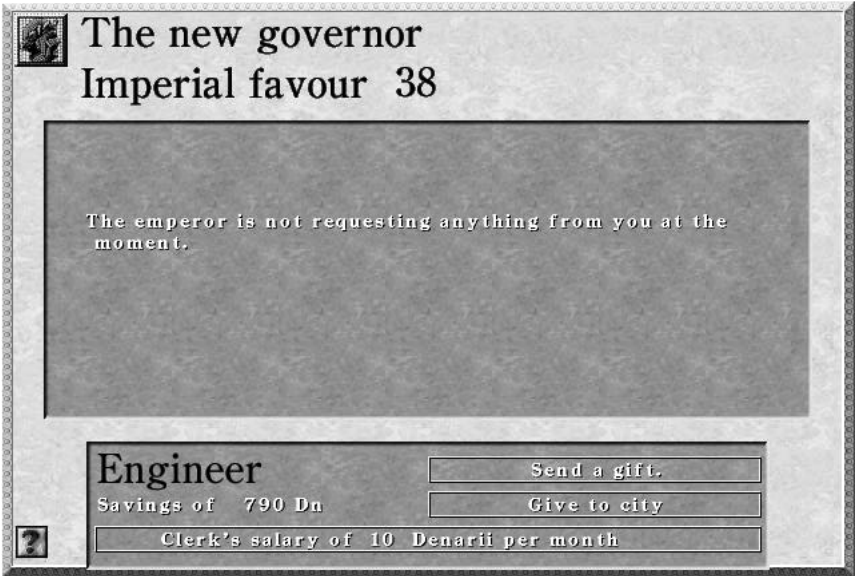 The new governor
Imperial favour 38
The emperor is not requesting anything from you at the
moment.
Engineer
Send a gift.
Savings of 790 Dn
Give to city
?
Clerk's salary of 10 Denarii per month